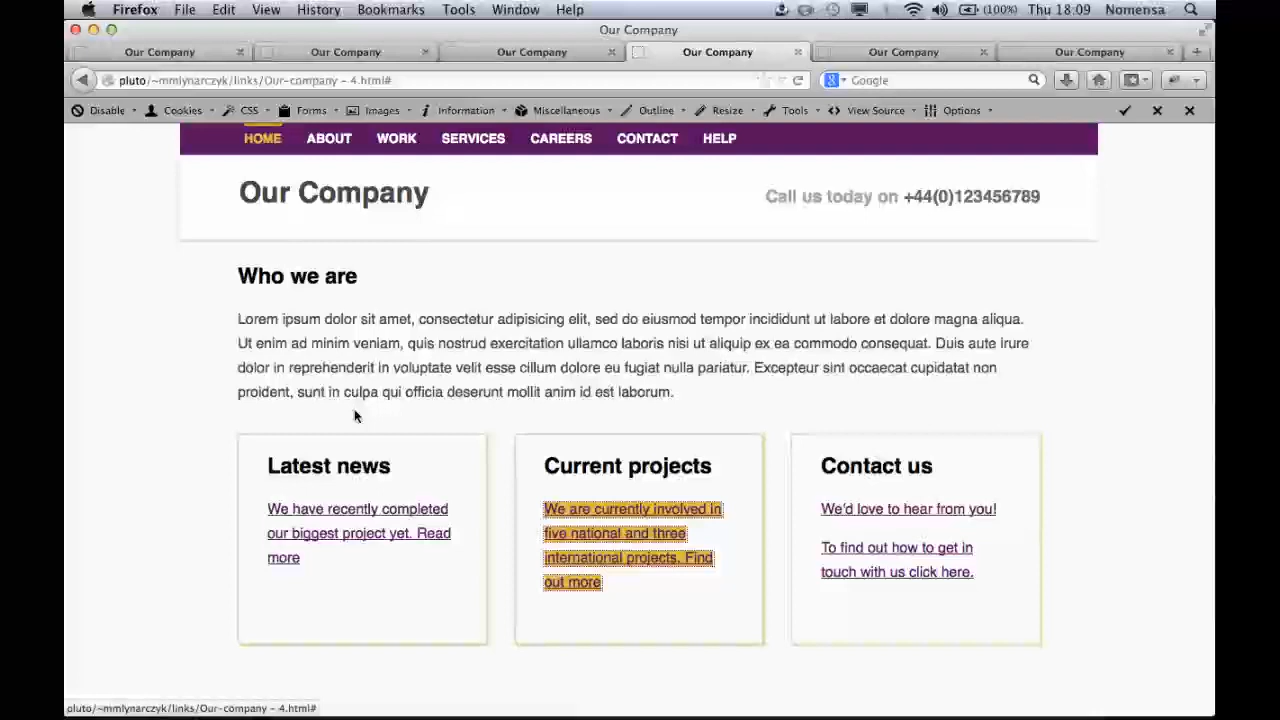 Firefox File Edit View History Bookmarks Tools Window Help (100%) Thu 18:09 Nomensa
Our Company
Our Company Our Company Our Company Our Company Our Company Our Company
pluto/~mmlynarczyk/links/Our-company - 4.html# Google
Disable Cookies CSS Forms Images Information Miscellaneous Outline Resize Tools View Source Options
HOME ABOUT WORK SERVICES CAREERS CONTACT HELP
Our Company
Call us today on +44(0)123456789
Who we are
Lorem ipsum dolor sit amet, consectetur adipisicing elit, sed do eiusmod tempor incididunt ut labore et dolore magna aliqua.
Ut enim ad minim veniam, quis nostrud exercitation ullamco laboris nisi ut aliquip ex ea commodo consequat. Duis aute irure
dolor in reprehenderit in voluptate velit esse cillum dolore eu fugiat nulla pariatur. Excepteur sint occaecat cupidatat non
proident, sunt in culpa qui officia deserunt mollit anim id est laborum.
Latest news
We have recently completed
our biggest project yet. Read
more
Current projects
We are currently involved in
five national and three
international projects. Find
out more
Contact us
We'd love to hear from you!
To find out how to get in
touch with us click here.
pluto/~mmlynarczyk/links/Our-company - 4.html#